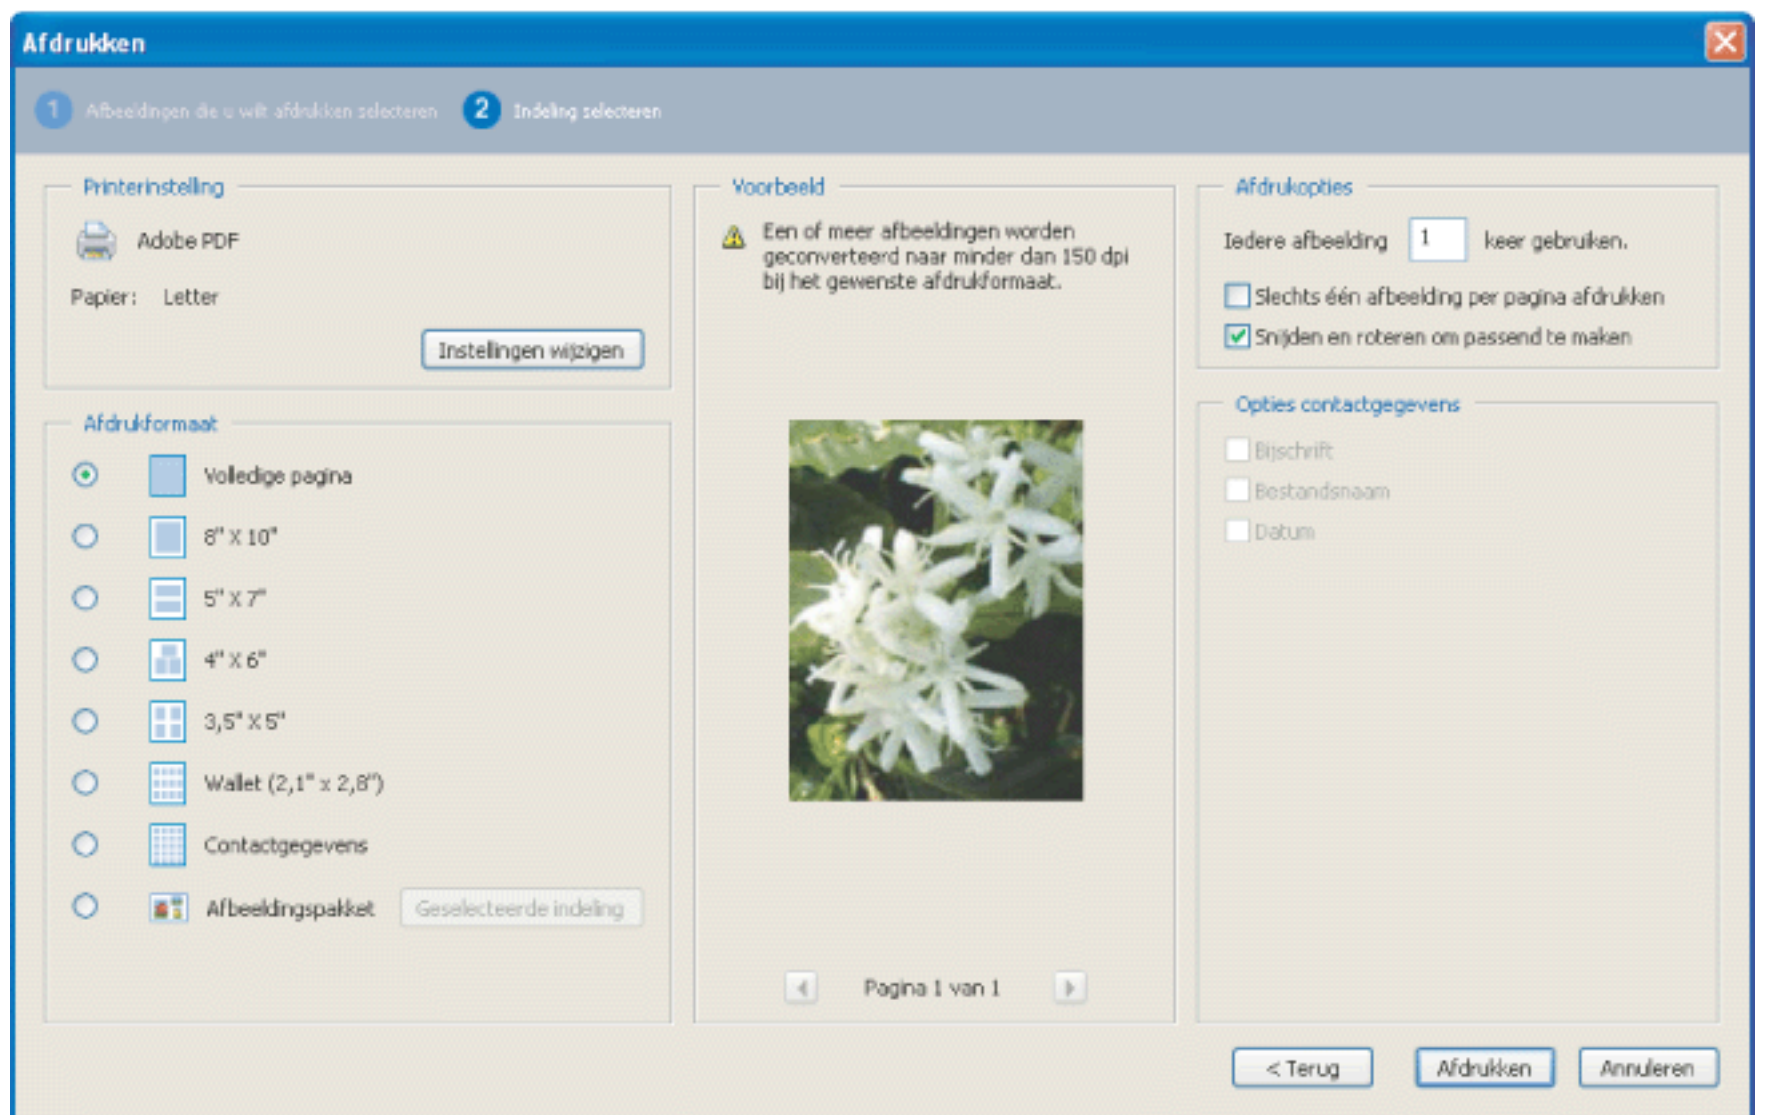 Afdrukken
1 Afbeeldingen die u wilt afdrukken selecteren 2 Indeling selecteren
Printerinstelling
Adobe PDF
Papier: Letter
Instellingen wijzigen
Afdrukformaat
Volledige pagina
8" X 10"
5" X 7"
4" X 6"
3,5" X 5"
Wallet (2,1" x 2,8")
Contactgegevens
Afbeeldingspakket Geselecteerde indeling
Voorbeeld
Een of meer afbeeldingen worden
geconverteerd naar minder dan 150 dpi
bij het gewenste afdrukformaat.
Pagina 1 van 1
Afdrukopties
Iedere afbeelding 1 keer gebruiken.
Slechts één afbeelding per pagina afdrukken
Snijden en roteren om passend te maken
Opties contactgegevens
Bijschrift
Bestandsnaam
Datum
< Terug Afdrukken Annuleren